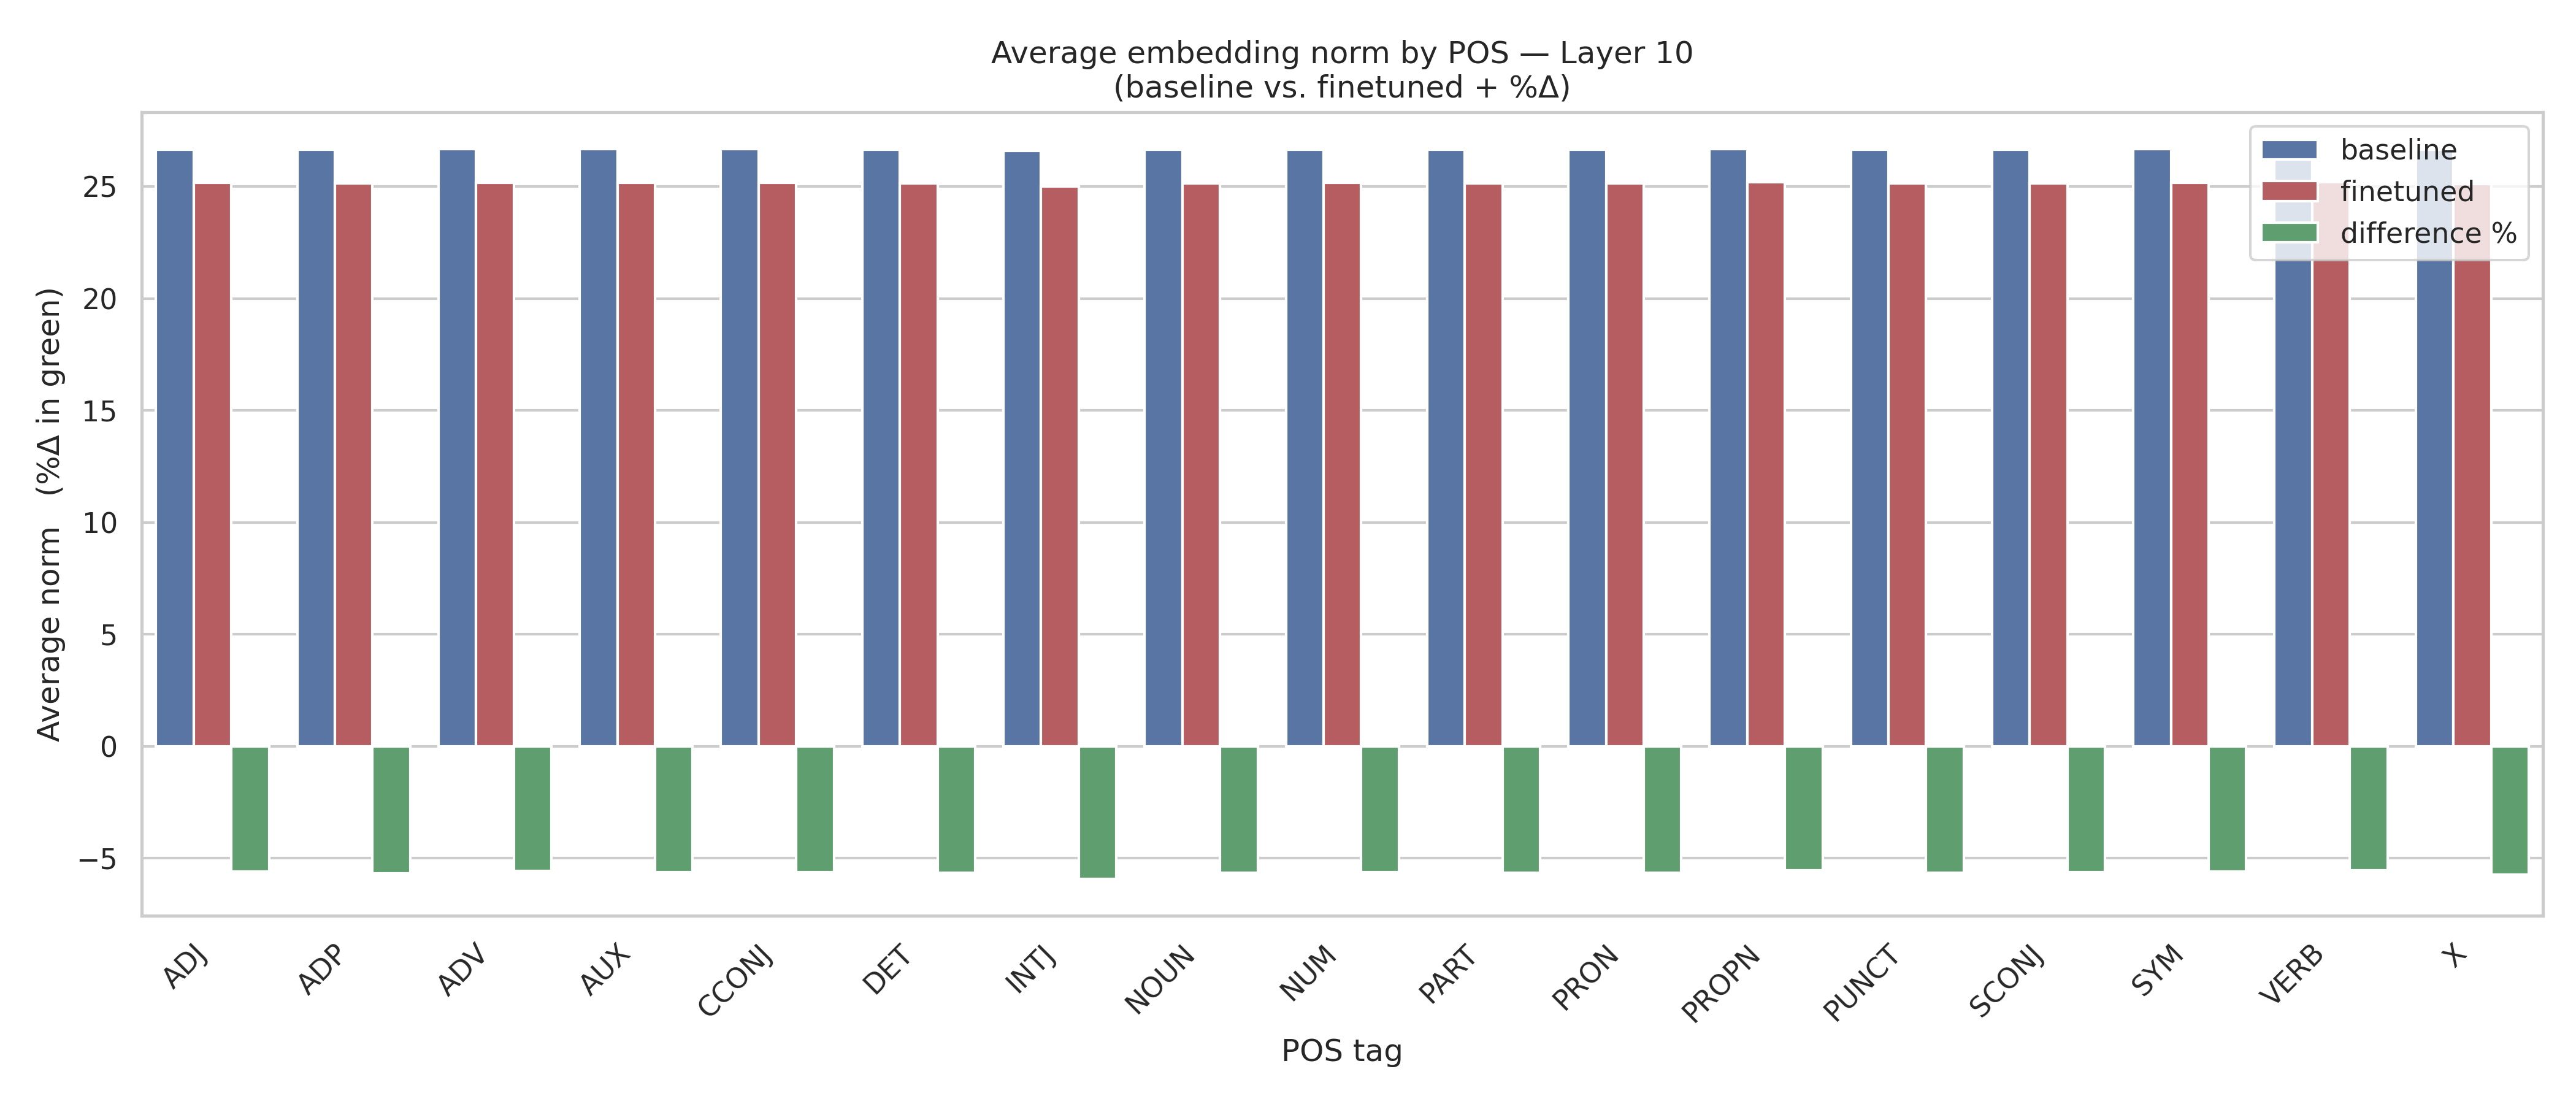 Average embedding norm by POS — Layer 10
(baseline vs. finetuned + %Δ)
baseline
finetuned
difference %
Average norm (%Δ in green)
25
20
15
10
5
0
−5
ADJ
ADP
ADV
AUX
CCONJ
DET
INTJ
NOUN
NUM
PART
PRON
PROPN
PUNCT
SCONJ
SYM
VERB
X
POS tag